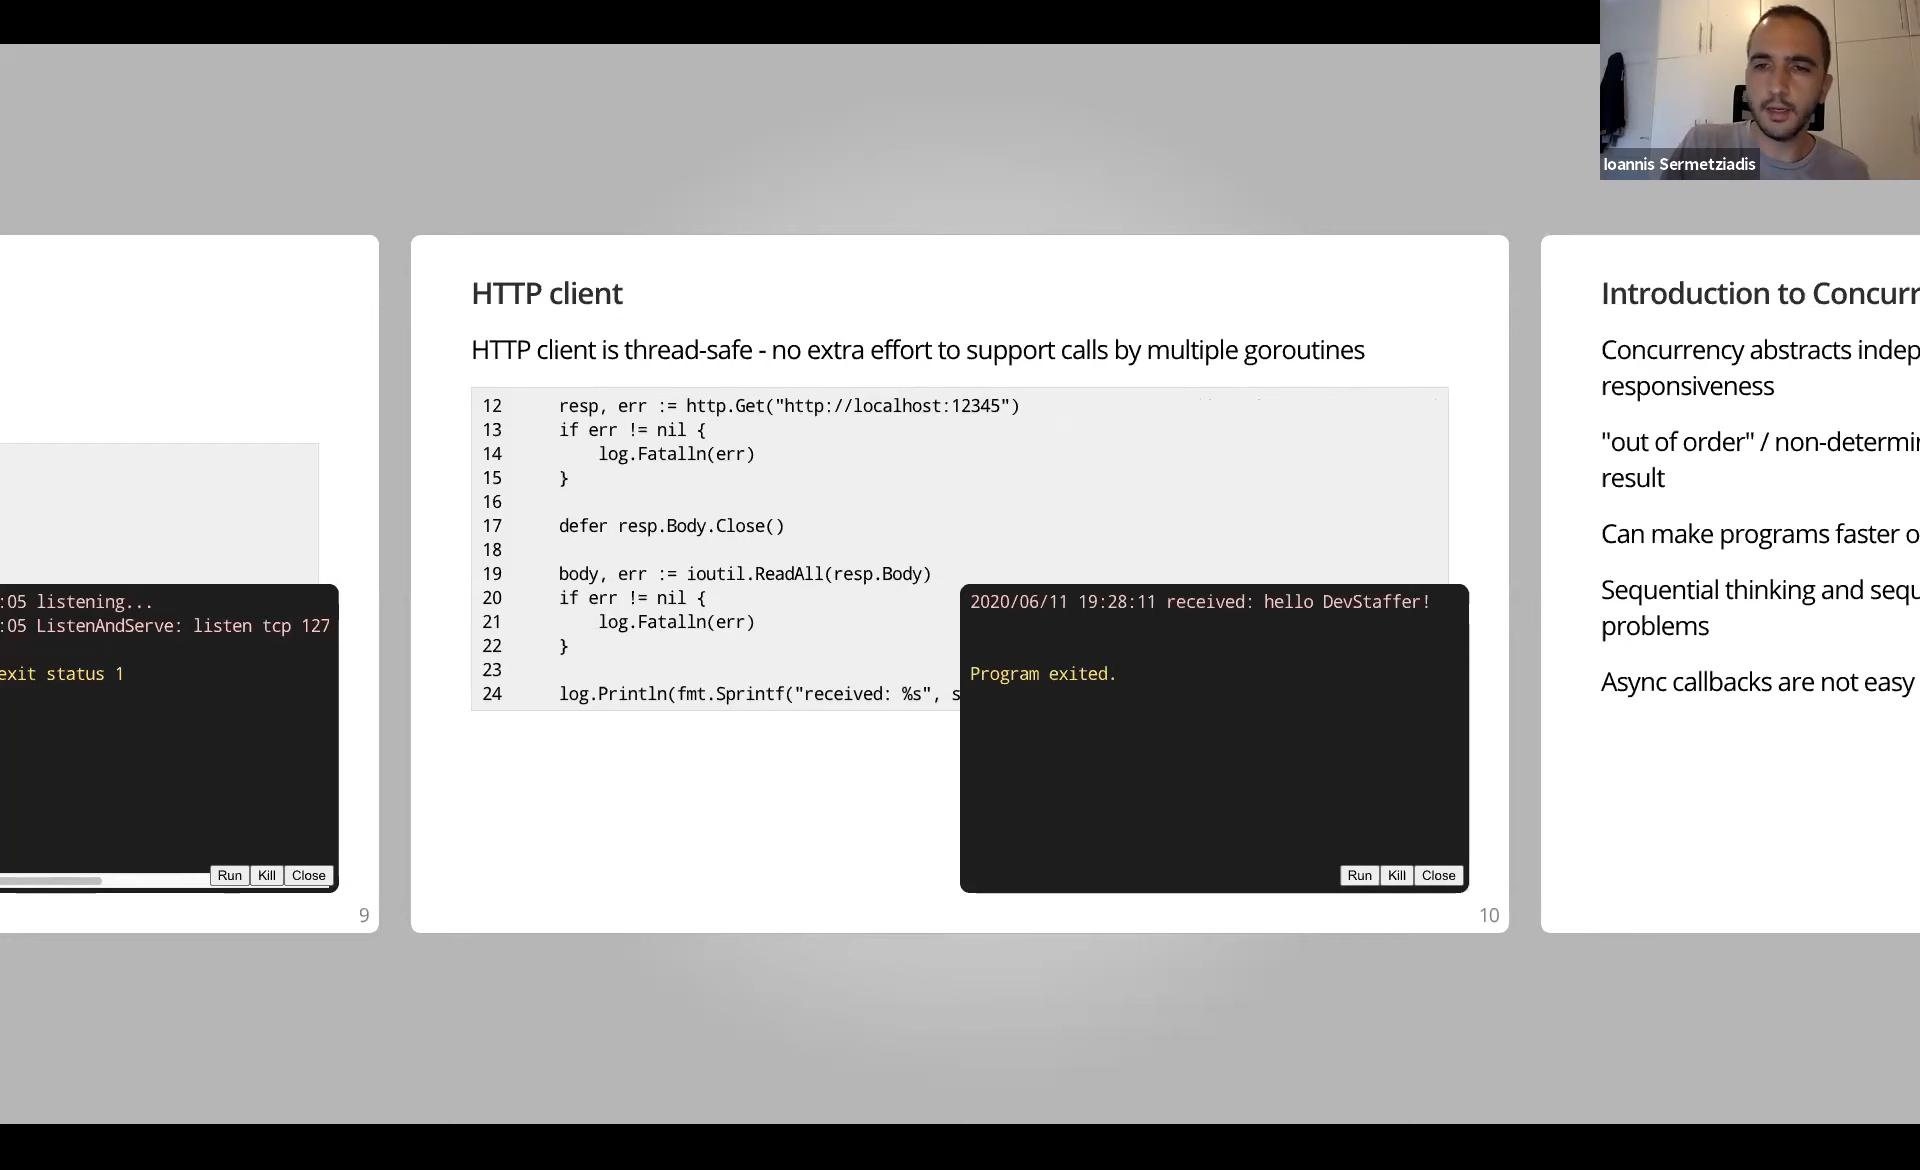 Ioannis Sermetziadis
:05 listening...
:05 ListenAndServe: listen tcp 127
exit status 1
Run Kill Close
9
HTTP client
HTTP client is thread-safe - no extra effort to support calls by multiple goroutines
12 resp, err := http.Get("http://localhost:12345")
13 if err != nil {
14 log.Fatalln(err)
15 }
16
17 defer resp.Body.Close()
18
19 body, err := ioutil.ReadAll(resp.Body)
20 if err != nil {
21 log.Fatalln(err)
22 }
23
24 log.Println(fmt.Sprintf("received: %s", s
2020/06/11 19:28:11 received: hello DevStaffer!
Program exited.
Run Kill Close
10
Introduction to Concurr
Concurrency abstracts indep
responsiveness
"out of order" / non-determin
result
Can make programs faster o
Sequential thinking and sequ
problems
Async callbacks are not easy